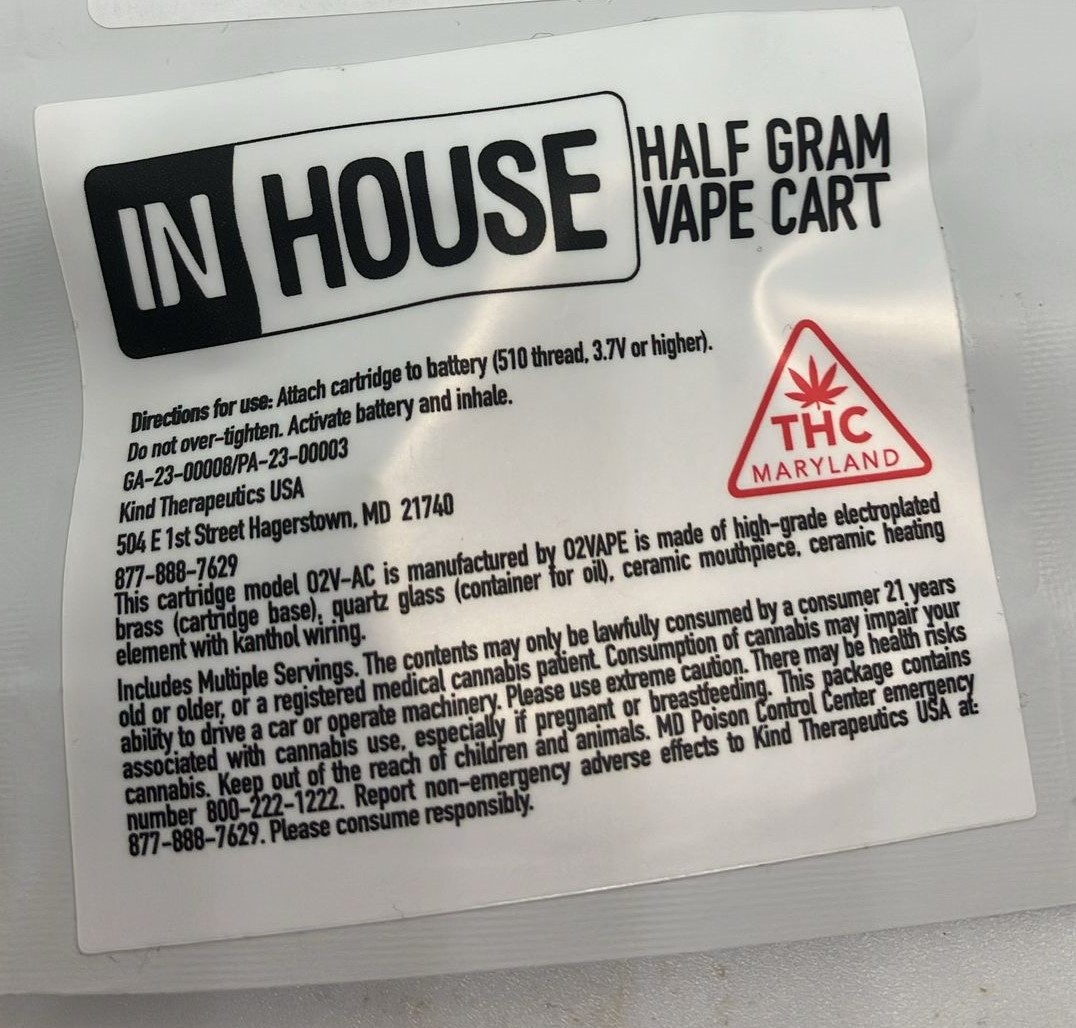 IN HOUSE
HALF GRAM
VAPE CART
Directions for use: Attach cartridge to battery (510 thread, 3.7V or higher).
Do not over-tighten. Activate battery and inhale.
GA-23-00008/PA-23-00003
Kind Therapeutics USA
504 E 1st Street Hagerstown, MD 21740
877-888-7629
THC
MARYLAND
This cartridge model 02V-AC is manufactured by O2VAPE is made of high-grade electroplated
brass (cartridge base), quartz glass (container for oil), ceramic mouthpiece, ceramic heating
element with kanthol wiring.
Includes Multiple Servings. The contents may only be lawfully consumed by a consumer 21 years
old or older, or a registered medical cannabis patient. Consumption of cannabis may impair your
ability to drive a car or operate machinery. Please use extreme caution. There may be health risks
associated with cannabis use, especially if pregnant or breastfeeding. This package contains
cannabis. Keep out of the reach of children and animals. MD Poison Control Center emergency
number 800-222-1222. Report non-emergency adverse effects to Kind Therapeutics USA at:
877-888-7629. Please consume responsibly.